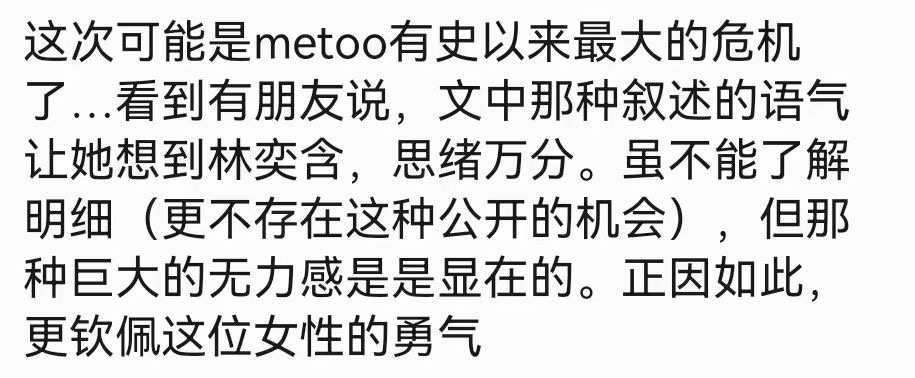 这次可能是metoo有史以来最大的危机
了…看到有朋友说，文中那种叙述的语气
让她想到林奕含，思绪万分。虽不能了解
明细（更不存在这种公开的机会），但那
种巨大的无力感是是显在的。正因如此，
更钦佩这位女性的勇气